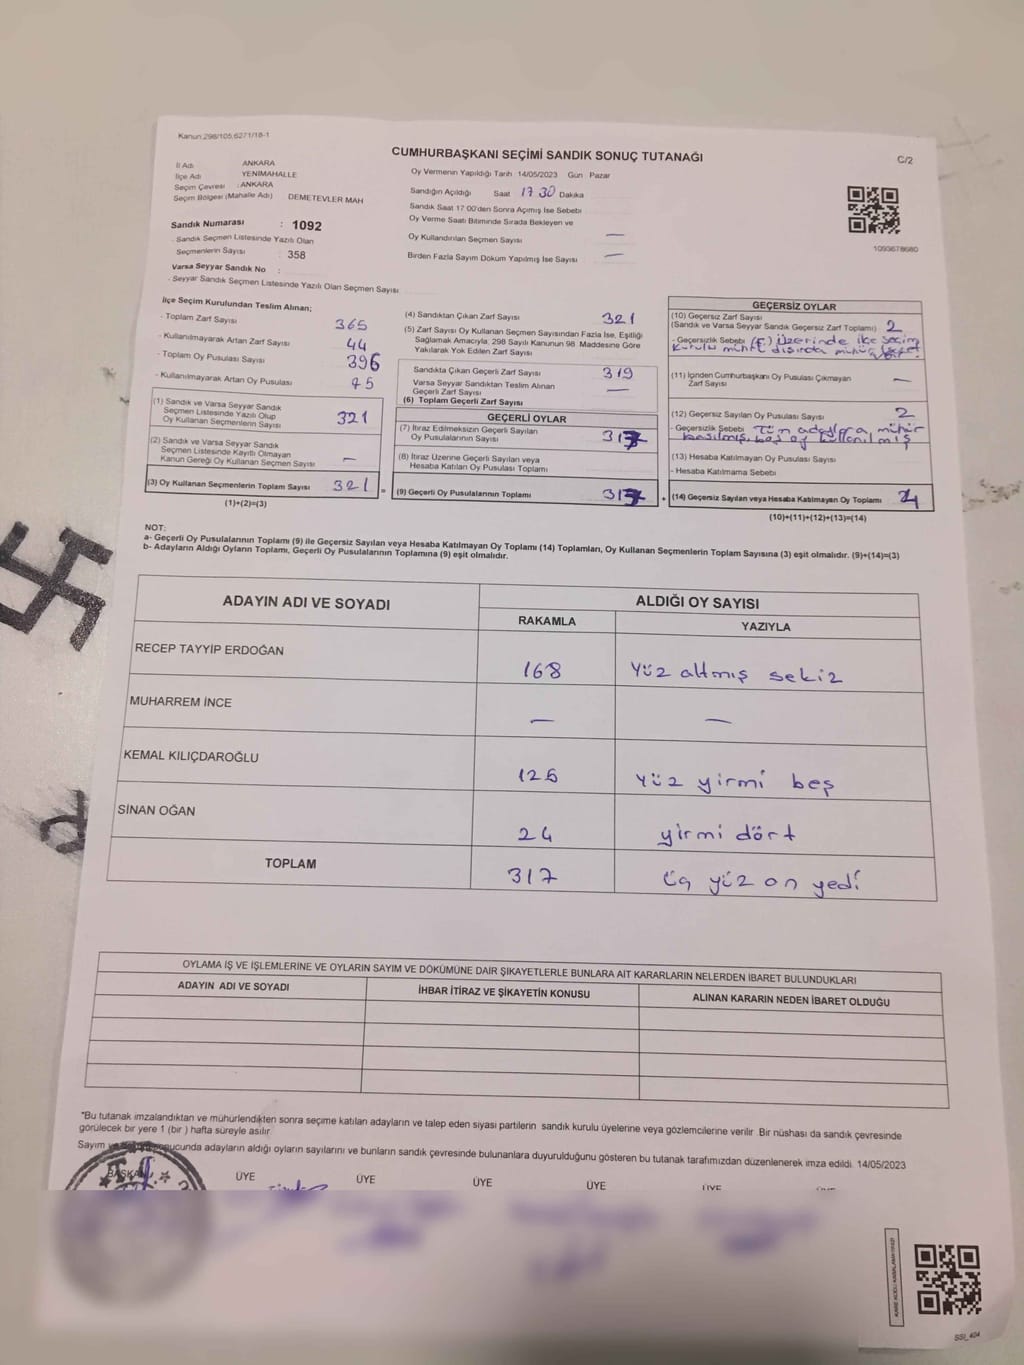 Kanun:298/105,6271/18-1
CUMHURBAŞKANI SEÇİMİ SANDIK SONUÇ TUTANAĞI
C/2
İl Adı ANKARA
İlçe Adı YENİMAHALLE
Seçim Çevresi : ANKARA
Seçim Bölgesi (Mahalle Adı) DEMETEVLER MAH
Oy Vermenin Yapıldığı Tarih 14/05/2023 Gün Pazar
Sandığın Açıldığı Saat 17 30 Dakika
Sandık Saat 17:00'den Sonra Açılmış İse Sebebi
Oy Verme Saati Bitiminde Sırada Bekleyen ve
Oy Kullandırılan Seçmen Sayısı —
Birden Fazla Sayım Döküm Yapılmış İse Sayısı —
1093678680
Sandık Numarası : 1092
- Sandık Seçmen Listesinde Yazılı Olan
Seçmenlerin Sayısı : 358
Varsa Seyyar Sandık No :
- Seyyar Sandık Seçmen Listesinde Yazılı Olan Seçmen Sayısı
İlçe Seçim Kurulundan Teslim Alınan;
- Toplam Zarf Sayısı 365
- Kullanılmayarak Artan Zarf Sayısı 44
- Toplam Oy Pusulası Sayısı 396
- Kullanılmayarak Artan Oy Pusulası 75
(1) Sandık ve Varsa Seyyar Sandık
Seçmen Listesinde Yazılı Olup
Oy Kullanan Seçmenlerin Sayısı 321
(2) Sandık ve Varsa Seyyar Sandık
Seçmen Listesinde Kayıtlı Olmayan
Kanun Gereği Oy Kullanan Seçmen Sayısı —
(3) Oy Kullanan Seçmenlerin Toplam Sayısı 321
(1)+(2)=(3)
(4) Sandıktan Çıkan Zarf Sayısı 321
(5) Zarf Sayısı Oy Kullanan Seçmen Sayısından Fazla İse, Eşitliği
Sağlamak Amacıyla; 298 Sayılı Kanunun 98. Maddesine Göre
Yakılarak Yok Edilen Zarf Sayısı
Sandıkta Çıkan Geçerli Zarf Sayısı 319
Varsa Seyyar Sandıktan Teslim Alınan
Geçerli Zarf Sayısı —
(6) Toplam Geçerli Zarf Sayısı
GEÇERLİ OYLAR
(7) İtiraz Edilmeksizin Geçerli Sayılan
Oy Pusulalarının Sayısı 317
(8) İtiraz Üzerine Geçerli Sayılan veya
Hesaba Katılan Oy Pusulası Toplamı
(9) Geçerli Oy Pusulalarının Toplamı 317
GEÇERSİZ OYLAR
(10) Geçersiz Zarf Sayısı
(Sandık ve Varsa Seyyar Sandık Geçersiz Zarf Toplamı) 2
- Geçersizlik Sebebi Üzerinde ilçe seçim
kurulu mührü dışında
(11) İçinden Cumhurbaşkanı Oy Pusulası Çıkmayan
Zarf Sayısı —
(12) Geçersiz Sayılan Oy Pusulası Sayısı 2
- Geçersizlik Sebebi Tüm adaylara mühür
basılmış, boş oy kullanılmış
(13) Hesaba Katılmayan Oy Pusulası Sayısı
- Hesaba Katılmama Sebebi
(14) Geçersiz Sayılan veya Hesaba Katılmayan Oy Toplamı 4
(10)+(11)+(12)+(13)=(14)
NOT:
a- Geçerli Oy Pusulalarının Toplamı (9) ile Geçersiz Sayılan veya Hesaba Katılmayan Oy Toplamı (14) Toplamları, Oy Kullanan Seçmenlerin Toplam Sayısına (3) eşit olmalıdır. (9)+(14)=(3)
b- Adayların Aldığı Oyların Toplamı, Geçerli Oy Pusulalarının Toplamına (9) eşit olmalıdır.
ADAYIN ADI VE SOYADI ALDIĞI OY SAYISI
RAKAMLA YAZIYLA
RECEP TAYYİP ERDOĞAN 168 Yüz altmış sekiz
MUHARREM İNCE — —
KEMAL KILIÇDAROĞLU 125 Yüz yirmi beş
SİNAN OĞAN 24 yirmi dört
TOPLAM 317 üç yüz on yedi
OYLAMA İŞ VE İŞLEMLERİNE VE OYLARIN SAYIM VE DÖKÜMÜNE DAİR ŞİKAYETLERLE BUNLARA AİT KARARLARIN NELERDEN İBARET BULUNDUKLARI
ADAYIN ADI VE SOYADI İHBAR İTİRAZ VE ŞİKAYETİN KONUSU ALINAN KARARIN NEDEN İBARET OLDUĞU
"Bu tutanak imzalandıktan ve mühürlendikten sonra seçime katılan adayların ve talep eden siyasi partilerin sandık kurulu üyelerine veya gözlemcilerine verilir. Bir nüshası da sandık çevresinde
görülecek bir yere 1 (bir ) hafta süreyle asılır.
Sayım sonucunda adayların aldığı oyların sayılarını ve bunların sandık çevresinde bulunanlara duyurulduğunu gösteren bu tutanak tarafımızdan düzenlenerek imza edildi. 14/05/2023
BAŞKAN ÜYE ÜYE ÜYE ÜYE ÜYE
SSI_404